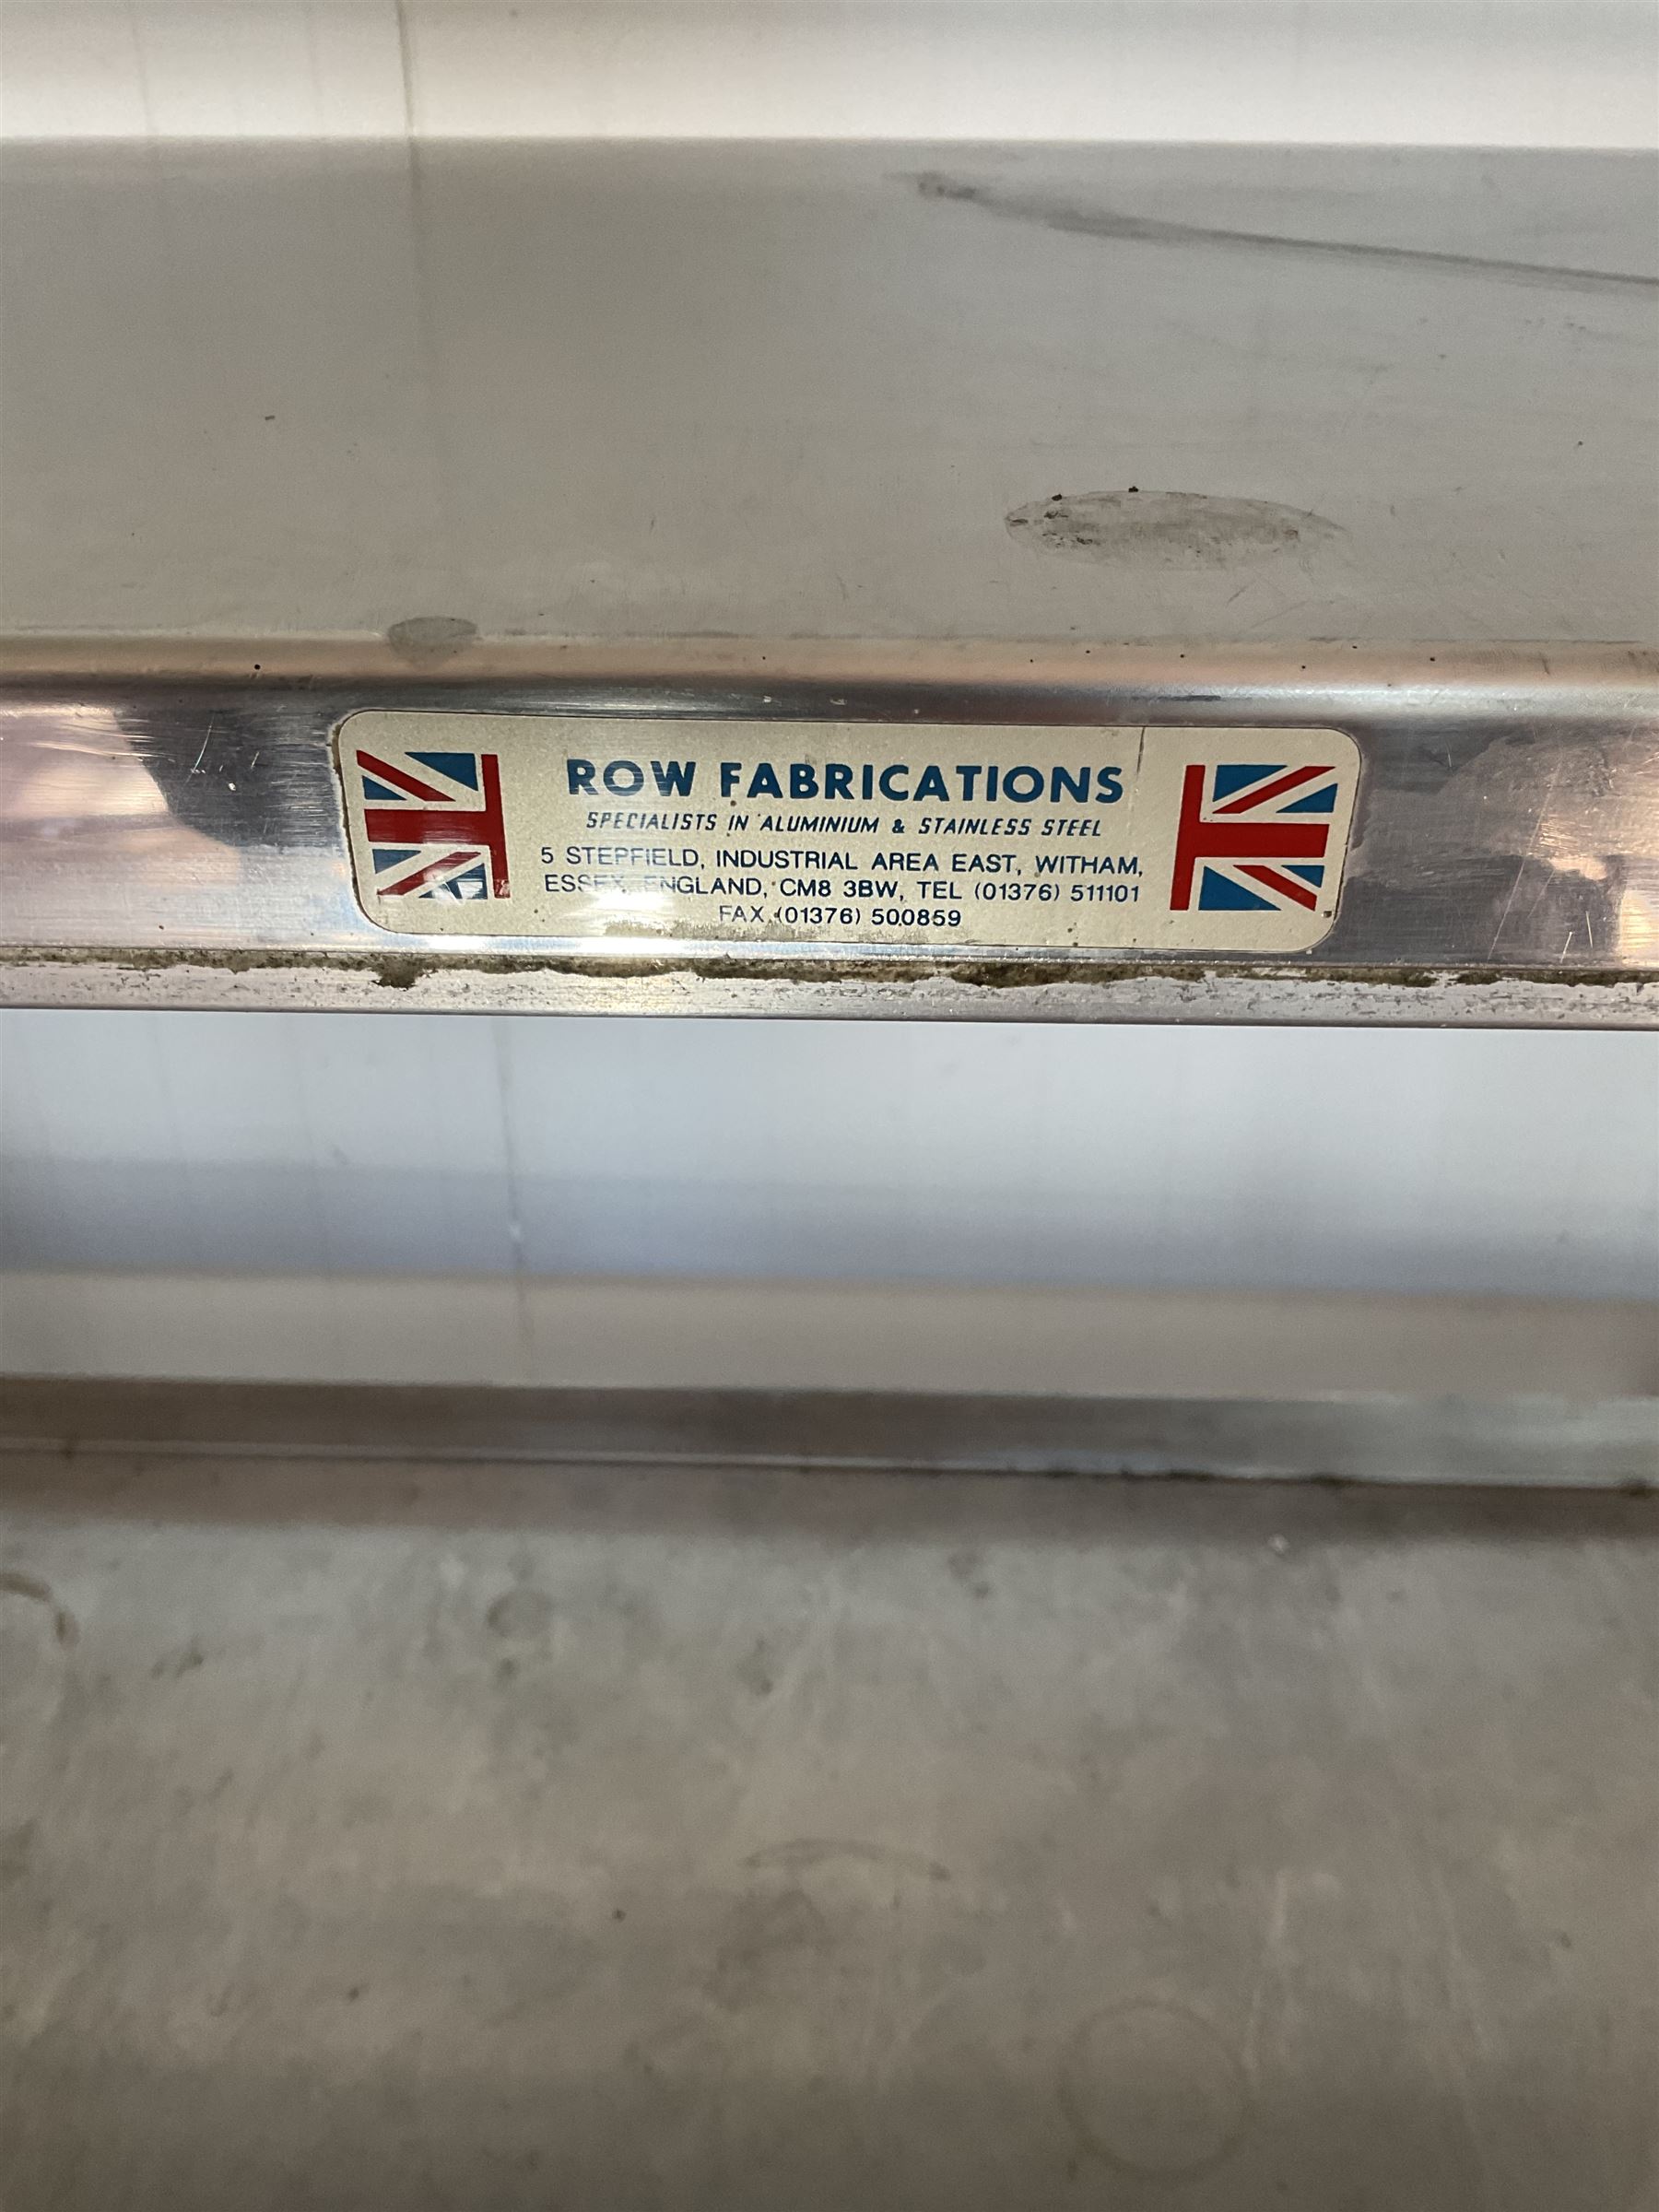 ROW FABRICATIONS
SPECIALISTS IN ALUMINIUM & STAINLESS STEEL
5 STEPFIELD, INDUSTRIAL AREA EAST, WITHAM,
ESSEX, ENGLAND, CM8 3BW, TEL (01376) 511101
FAX (01376) 500859